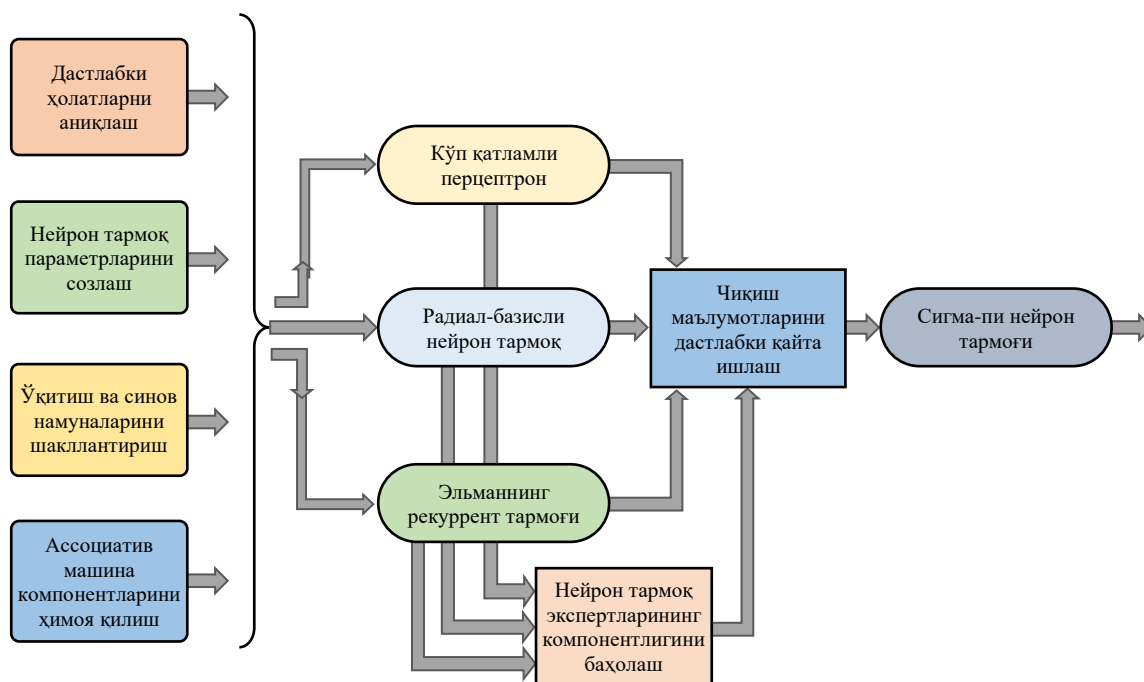 Дастлабки
ҳолатларни
аниқлаш
Нейрон тармоқ
параметрларини
созлаш
Ўқитиш ва синов
намуналарини
шакллантириш
Ассоциатив
машина
компонентларини
ҳимоя қилиш
Кўп қатламли
перцептрон
Радиал-базисли
нейрон тармоқ
Эльманнинг
рекуррент тармоғи
Нейрон тармоқ
экспертларининг
компонентлигини
баҳолаш
Чиқиш
маълумотларини
дастлабки қайта
ишлаш
Сигма-пи нейрон
тармоғи